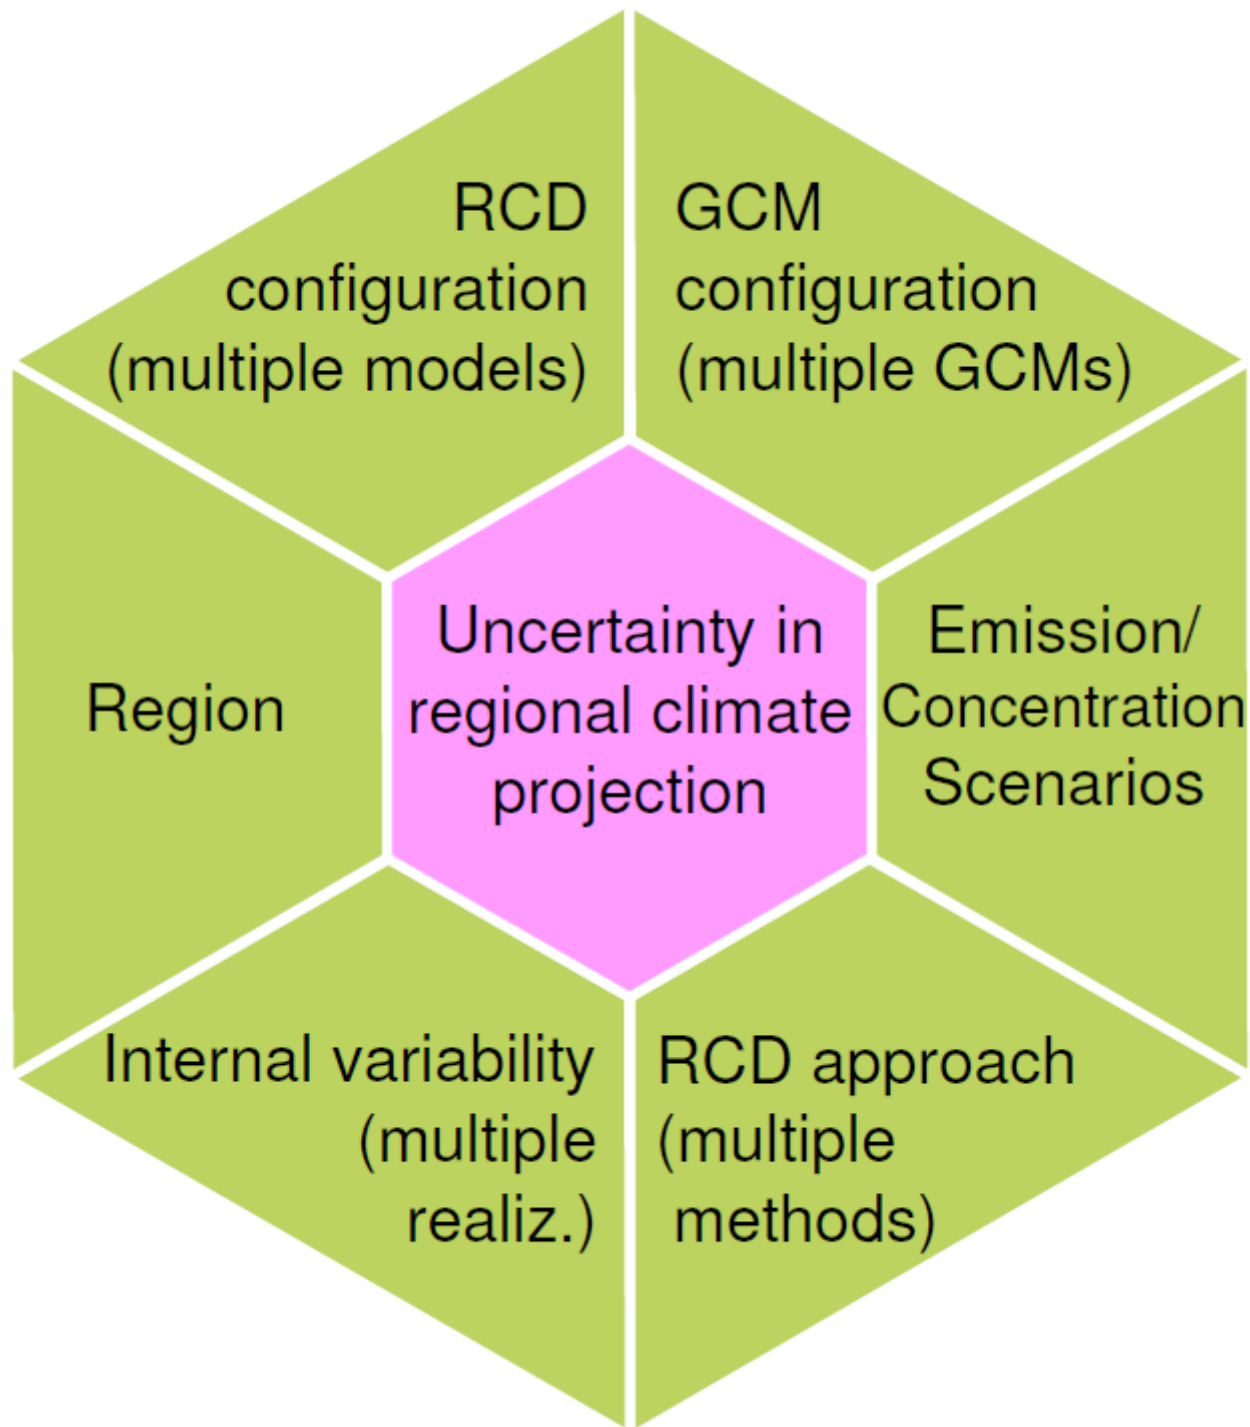 RCD
configuration
(multiple models)
GCM
configuration
(multiple GCMs)
Region
Uncertainty in
regional climate
projection
Emission/
Concentration
Scenarios
Internal variability
(multiple
realiz.)
RCD approach
(multiple
methods)